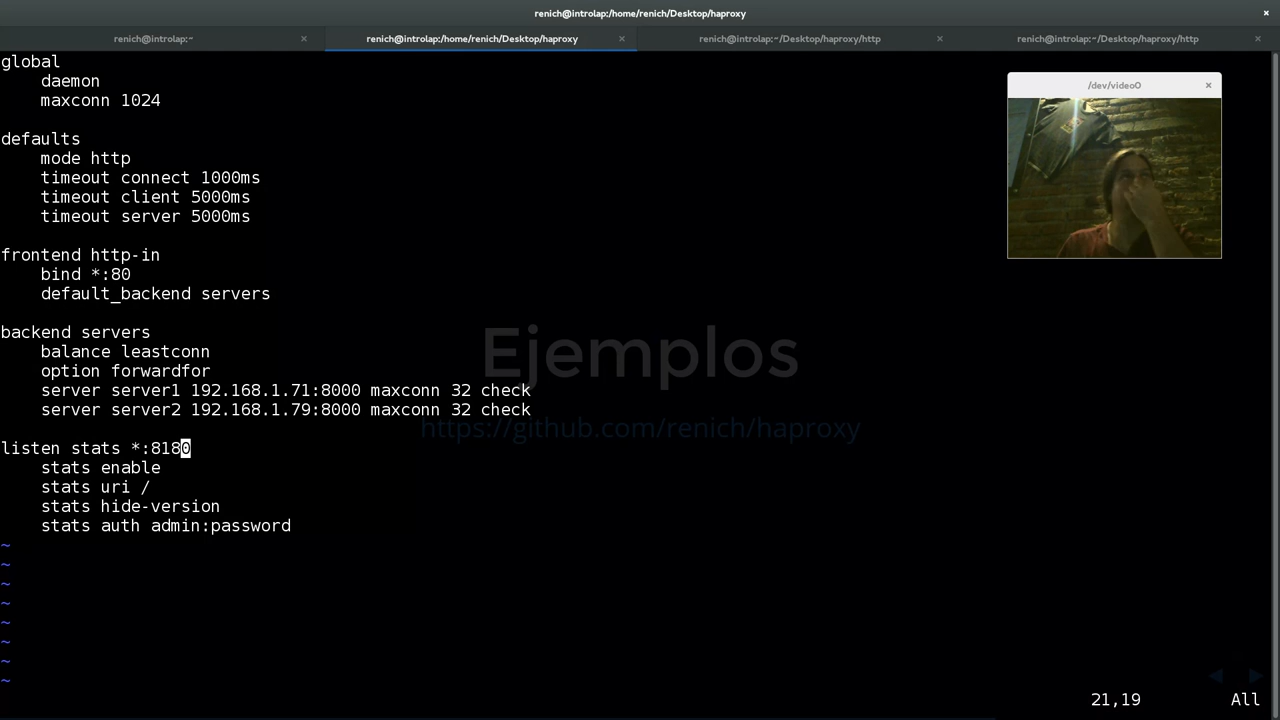 renich@introlap:/home/renich/Desktop/haproxy ×
renich@introlap:~ ×
renich@introlap:/home/renich/Desktop/haproxy ×
renich@introlap:~/Desktop/haproxy/http ×
renich@introlap:~/Desktop/haproxy/http ×
/dev/video0 ×
global
daemon
maxconn 1024
defaults
mode http
timeout connect 1000ms
timeout client 5000ms
timeout server 5000ms
frontend http-in
bind *:80
default_backend servers
backend servers
balance leastconn
option forwardfor
server server1 192.168.1.71:8000 maxconn 32 check
server server2 192.168.1.79:8000 maxconn 32 check
Ejemplos
https://github.com/renich/haproxy
listen stats *:8180
stats enable
stats uri /
stats hide-version
stats auth admin:password
~
~
~
~
~
~
~
~
21,19 All